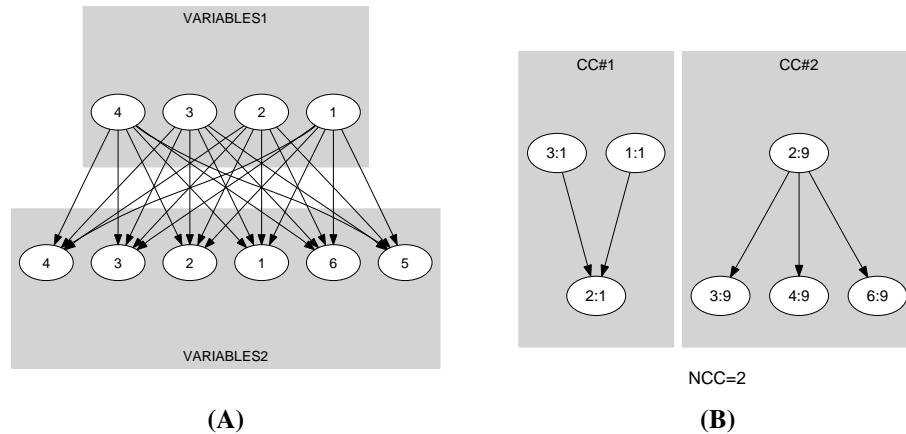 VARIABLES1
4 3 2 1
4 3 2 1 6 5
VARIABLES2
(A)
CC#1 CC#2
3:1 1:1 2:9
2:1 3:9 4:9 6:9
NCC=2
(B)